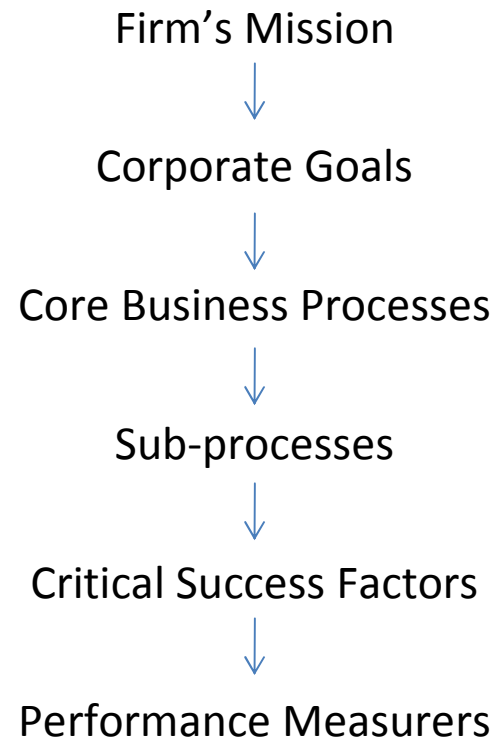 Firm’s Mission
Corporate Goals
Core Business Processes
Sub-processes
Critical Success Factors
Performance Measurers